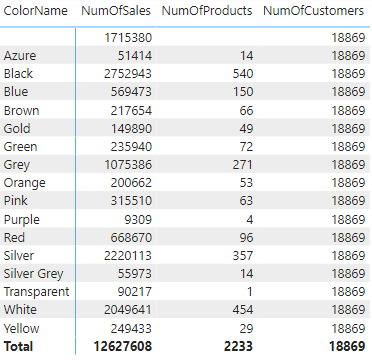 ColorName NumOfSales NumOfProducts NumOfCustomers
1715380 18869
Azure 51414 14 18869
Black 2752943 540 18869
Blue 569473 150 18869
Brown 217654 66 18869
Gold 149890 49 18869
Green 235940 72 18869
Grey 1075386 271 18869
Orange 200662 53 18869
Pink 315510 63 18869
Purple 9309 4 18869
Red 668670 96 18869
Silver 2220113 357 18869
Silver Grey 55973 14 18869
Transparent 90217 1 18869
White 2049641 454 18869
Yellow 249433 29 18869
Total 12627608 2233 18869